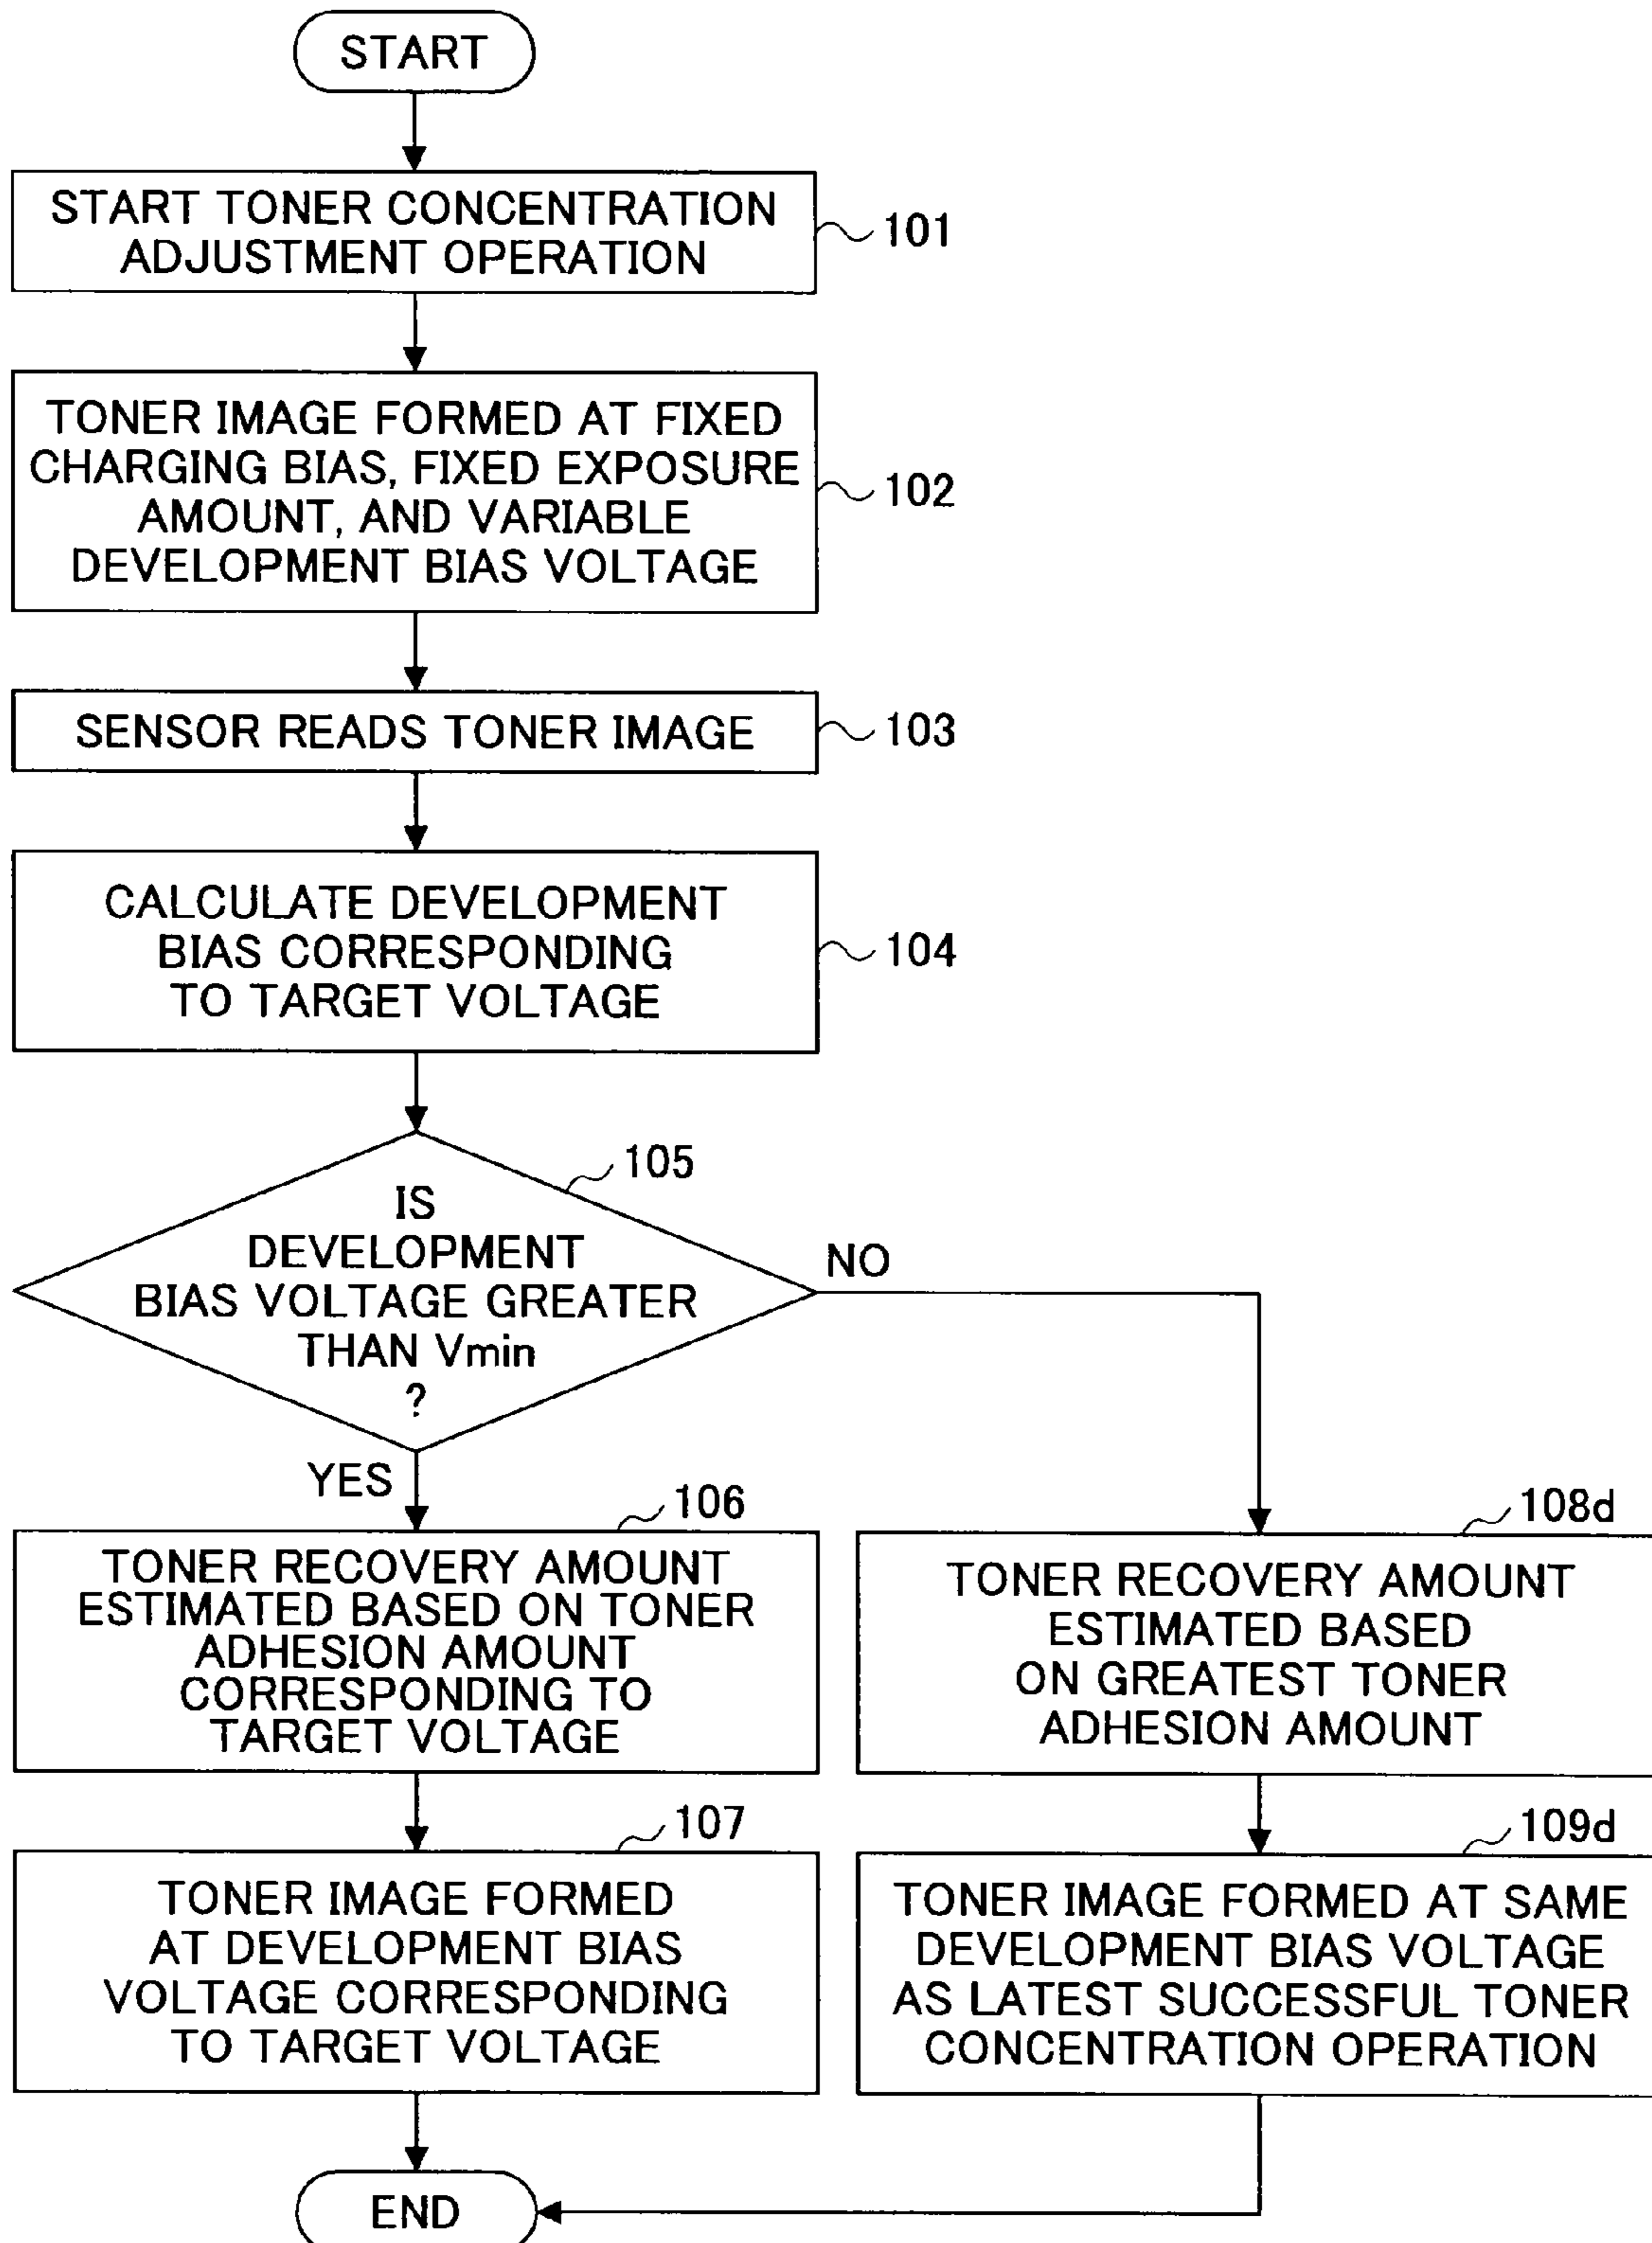 START
START TONER CONCENTRATION
ADJUSTMENT OPERATION
101
TONER IMAGE FORMED AT FIXED
CHARGING BIAS, FIXED EXPOSURE
AMOUNT, AND VARIABLE
DEVELOPMENT BIAS VOLTAGE
102
SENSOR READS TONER IMAGE
103
CALCULATE DEVELOPMENT
BIAS CORRESPONDING
TO TARGET VOLTAGE
104
105
IS
DEVELOPMENT
BIAS VOLTAGE GREATER
THAN Vmin
?
NO
YES
106
TONER RECOVERY AMOUNT
ESTIMATED BASED ON TONER
ADHESION AMOUNT
CORRESPONDING TO
TARGET VOLTAGE
108d
TONER RECOVERY AMOUNT
ESTIMATED BASED
ON GREATEST TONER
ADHESION AMOUNT
107
TONER IMAGE FORMED
AT DEVELOPMENT BIAS
VOLTAGE CORRESPONDING
TO TARGET VOLTAGE
109d
TONER IMAGE FORMED AT SAME
DEVELOPMENT BIAS VOLTAGE
AS LATEST SUCCESSFUL TONER
CONCENTRATION OPERATION
END